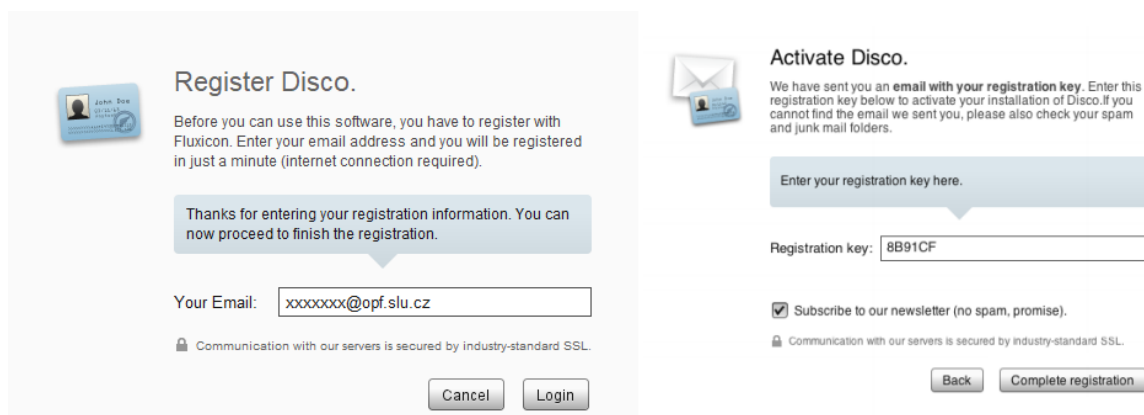 Register Disco.
Before you can use this software, you have to register with
Fluxicon. Enter your email address and you will be registered
in just a minute (internet connection required).
Thanks for entering your registration information. You can
now proceed to finish the registration.
Your Email: xxxxxxx@opf.slu.cz
Communication with our servers is secured by industry-standard SSL.
Cancel Login
John Doe
Activate Disco.
We have sent you an email with your registration key. Enter this
registration key below to activate your installation of Disco.If you
cannot find the email we sent you, please also check your spam
and junk mail folders.
Enter your registration key here.
Registration key: 8B91CF
Subscribe to our newsletter (no spam, promise).
Communication with our servers is secured by industry-standard SSL.
Back Complete registration